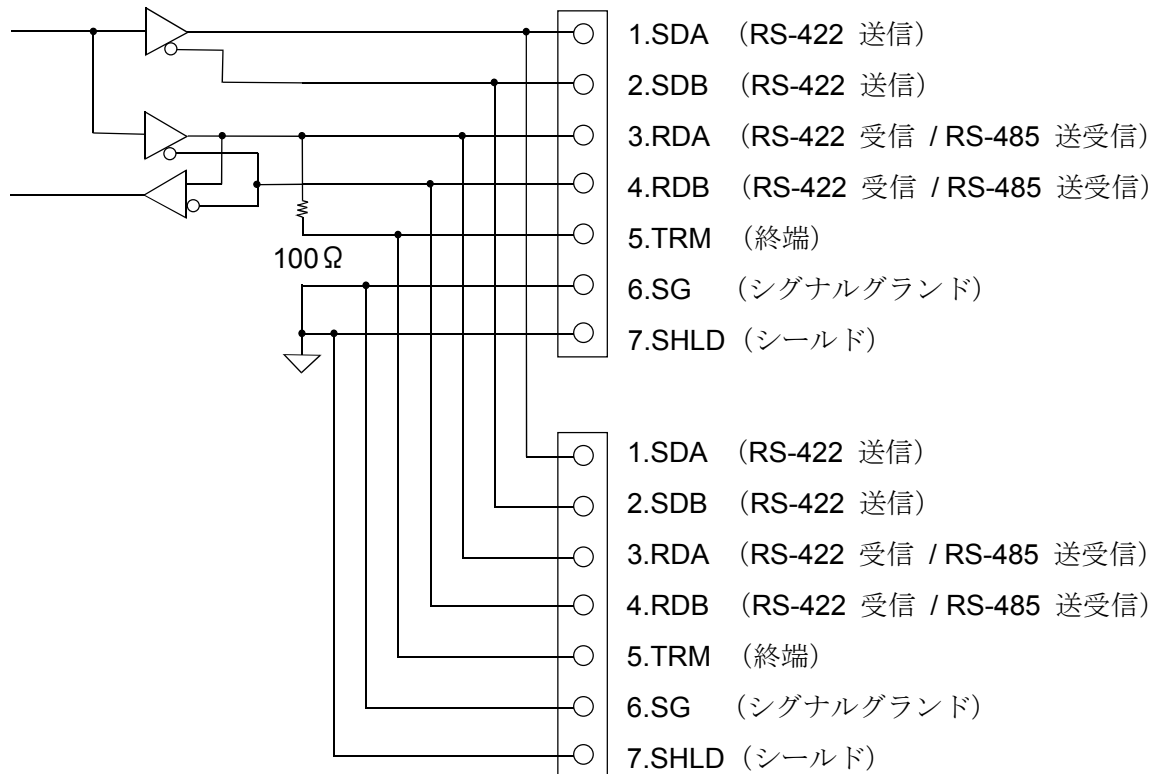 1.SDA （RS-422 送信）
2.SDB （RS-422 送信）
3.RDA （RS-422 受信 / RS-485 送受信）
4.RDB （RS-422 受信 / RS-485 送受信）
5.TRM （終端）
100Ω
6.SG （シグナルグランド）
7.SHLD（シールド）
1.SDA （RS-422 送信）
2.SDB （RS-422 送信）
3.RDA （RS-422 受信 / RS-485 送受信）
4.RDB （RS-422 受信 / RS-485 送受信）
5.TRM （終端）
6.SG （シグナルグランド）
7.SHLD（シールド）